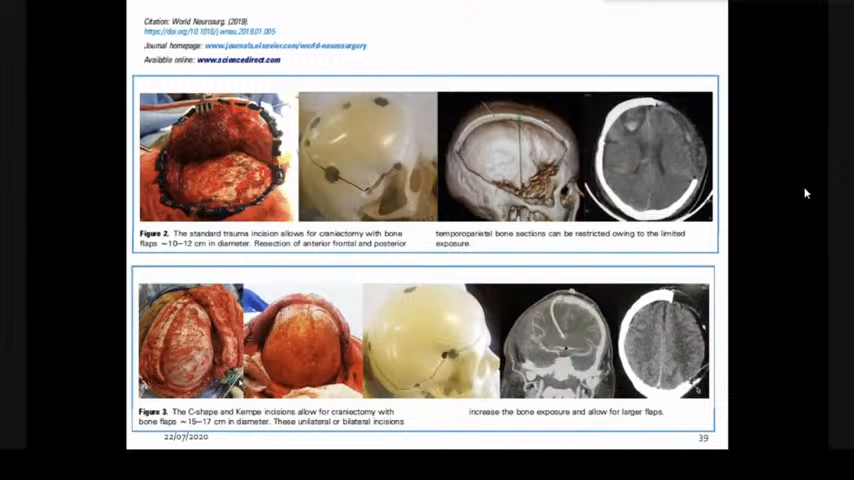 Citation: World Neurosurg. (2019).
https://doi.org/10.1016/j.wneu.2019.01.005
Journal homepage: www.journals.elsevier.com/world-neurosurgery
Available online: www.sciencedirect.com
Figure 2. The standard trauma incision allows for craniectomy with bone
flaps ~10–12 cm in diameter. Resection of anterior frontal and posterior
temporoparietal bone sections can be restricted owing to the limited
exposure.
Figure 3. The C-shape and Kempe incisions allow for craniectomy with
bone flaps ~15–17 cm in diameter. These unilateral or bilateral incisions
increase the bone exposure and allow for larger flaps.
22/07/2020
39